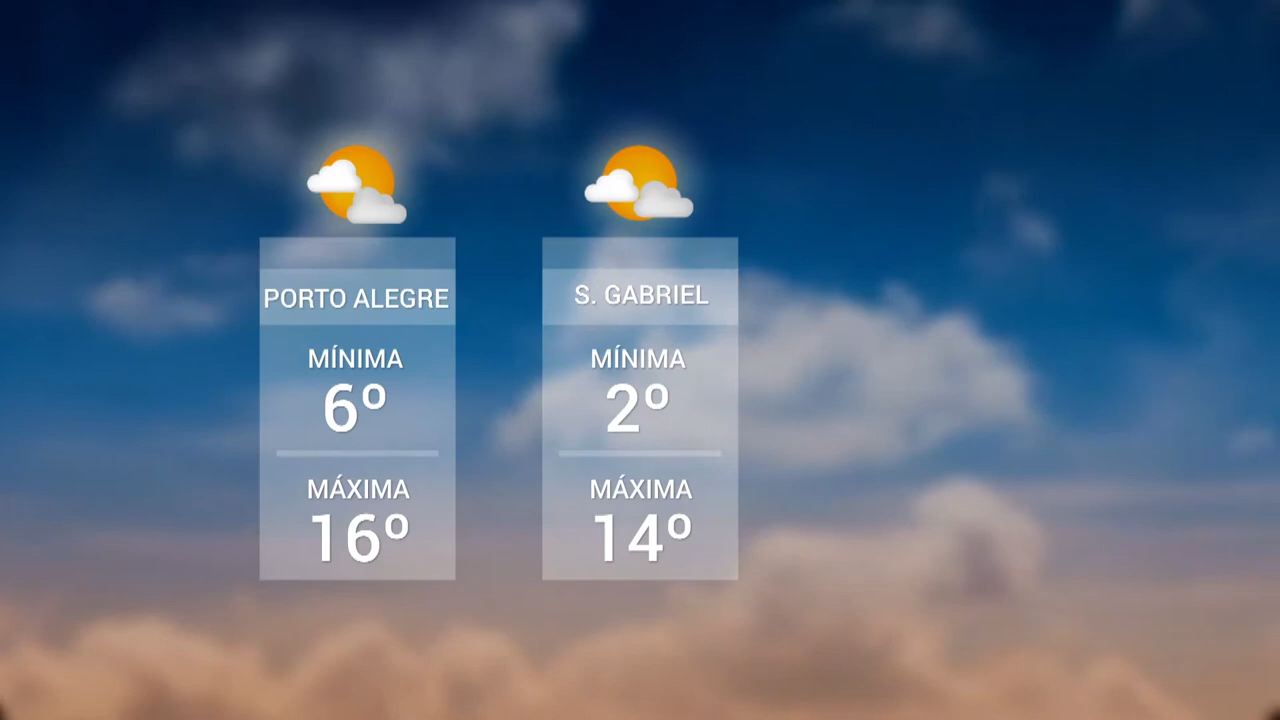 PORTO ALEGRE
MÍNIMA
6º
MÁXIMA
16º
S. GABRIEL
MÍNIMA
2º
MÁXIMA
14º